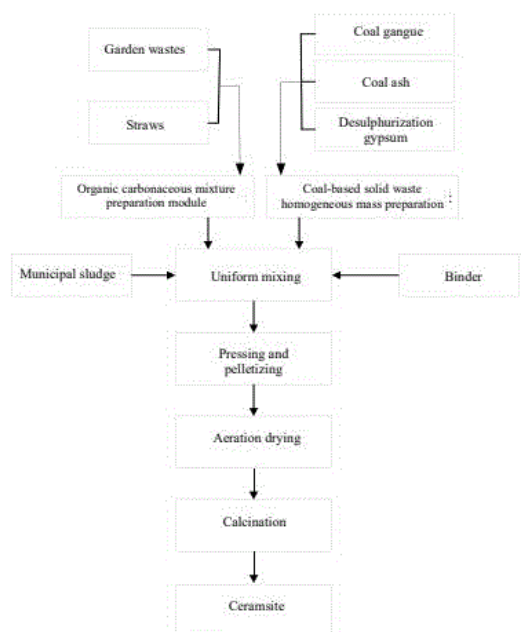 Garden wastes
Straws
Coal gangue
Coal ash
Desulphurization
gypsum
Organic carbonaceous mixture
preparation module
Coal-based solid waste
homogeneous mass preparation
Municipal sludge
Uniform mixing
Binder
Pressing and
pelletizing
Aeration drying
Calcination
Ceramsite